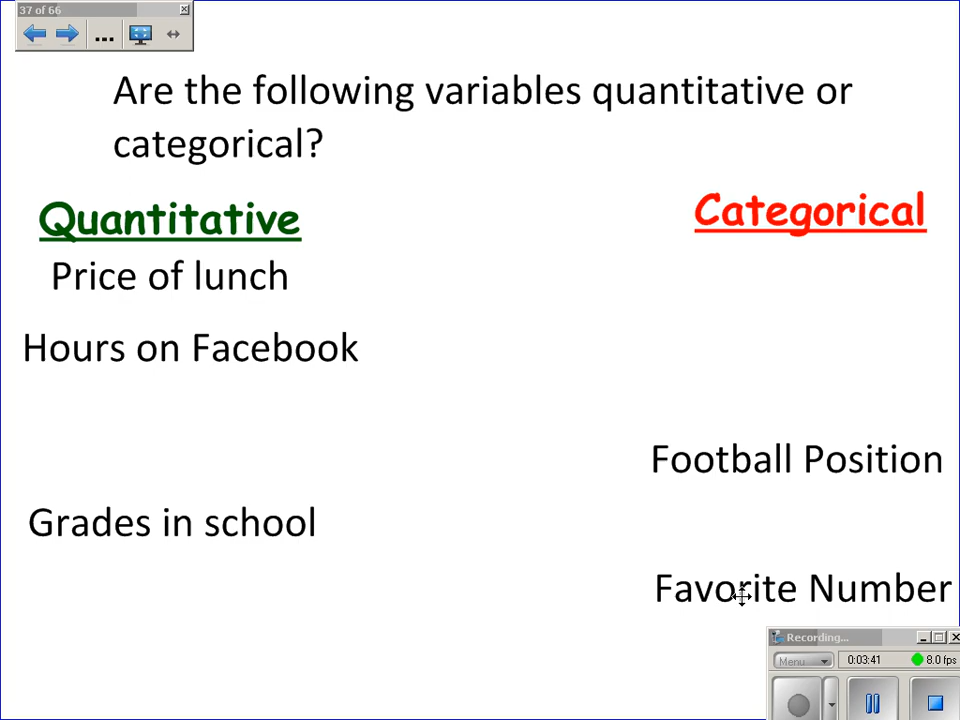 37 of 66
...
Are the following variables quantitative or
categorical?
Quantitative
Categorical
Price of lunch
Hours on Facebook
Football Position
Grades in school
Favorite Number
Recording...
Menu
0:03:41
8.0 fps